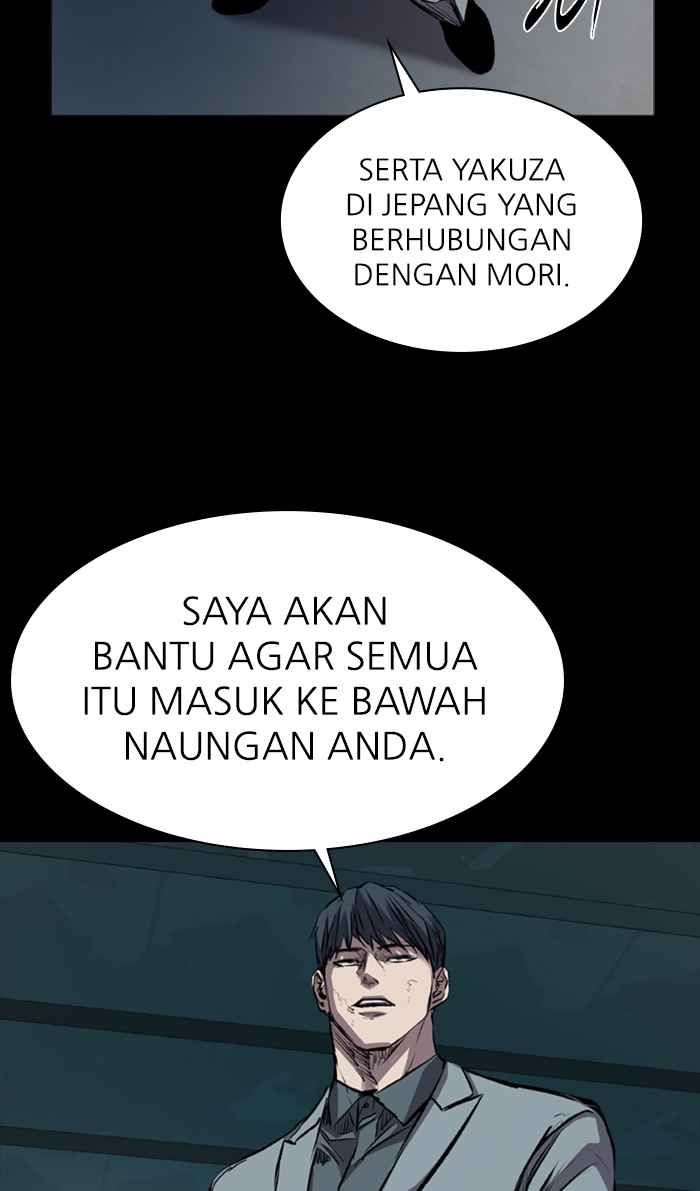 SERTA YAKUZA
DI JEPANG YANG
BERHUBUNGAN
DENGAN MORI.
SAYA AKAN
BANTU AGAR SEMUA
ITU MASUK KE BAWAH
NAUNGAN ANDA.